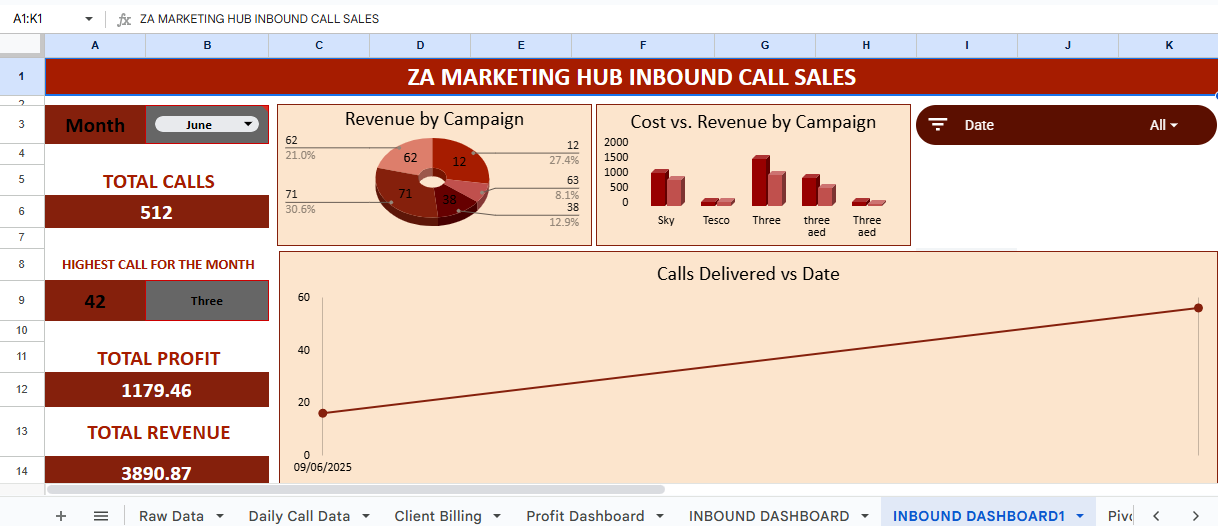 A1:K1
fx ZA MARKETING HUB INBOUND CALL SALES
A B C D E F G H I J K
1 ZA MARKETING HUB INBOUND CALL SALES
2
3 Month June
Revenue by Campaign
62
21.0%
71
30.6%
12
27.4%
63
8.1%
38
12.9%
62 12
71 38
Cost vs. Revenue by Campaign
2000
1500
1000
500
0
Sky Tesco Three three aed Three aed
Date All
4
5 TOTAL CALLS
6 512
7
8 HIGHEST CALL FOR THE MONTH
9 42 Three
10
11 TOTAL PROFIT
12 1179.46
13 TOTAL REVENUE
14 3890.87
Calls Delivered vs Date
60
40
20
0
09/06/2025
Raw Data Daily Call Data Client Billing Profit Dashboard INBOUND DASHBOARD INBOUND DASHBOARD1